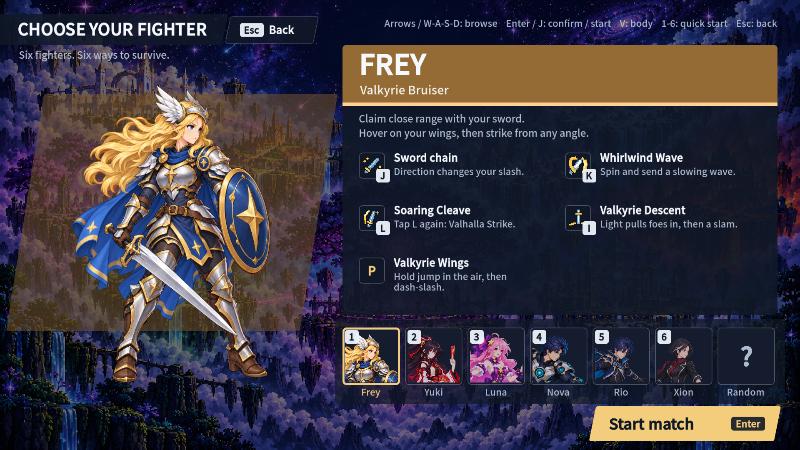 CHOOSE YOUR FIGHTER
Esc Back
Arrows / W-A-S-D: browse Enter / J: confirm / start V: body 1-6: quick start Esc: back
Six fighters. Six ways to survive.
FREY
Valkyrie Bruiser
Claim close range with your sword.
Hover on your wings, then strike from any angle.
J
Sword chain
Direction changes your slash.
K
Whirlwind Wave
Spin and send a slowing wave.
L
Soaring Cleave
Tap L again: Valhalla Strike.
I
Valkyrie Descent
Light pulls foes in, then a slam.
P
Valkyrie Wings
Hold jump in the air, then
dash-slash.
1 2 3 4 5 6 ?
Frey Yuki Luna Nova Rio Xion Random
Start match Enter